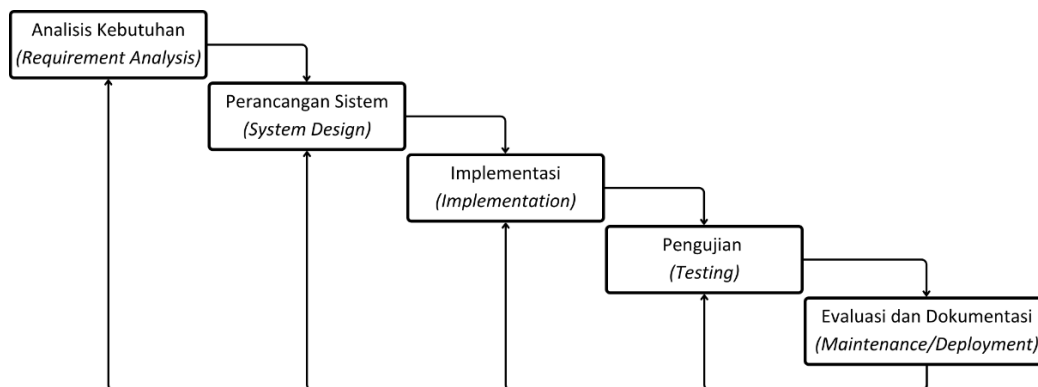 Analisis Kebutuhan
(Requirement Analysis)
Perancangan Sistem
(System Design)
Implementasi
(Implementation)
Pengujian
(Testing)
Evaluasi dan Dokumentasi
(Maintenance/Deployment)